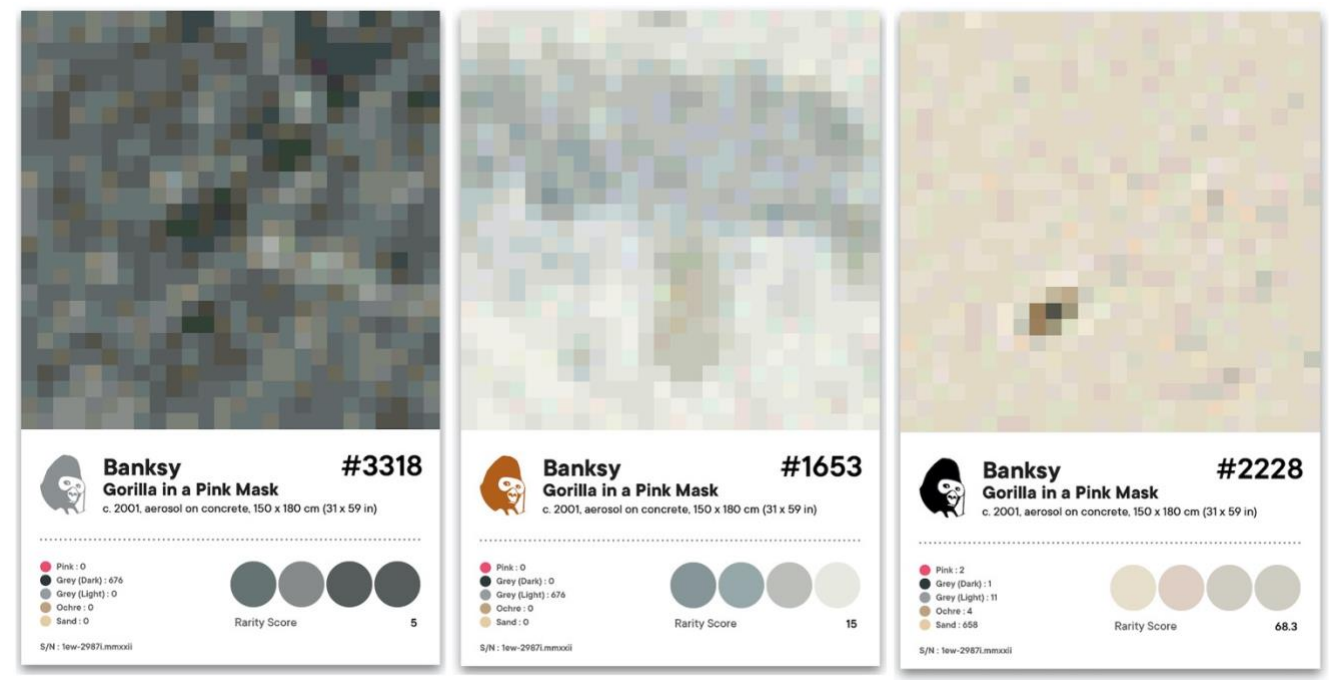 Banksy
#3318
Gorilla in a Pink Mask
c. 2001, aerosol on concrete, 150 x 180 cm (31 x 59 in)
Pink : 0
Grey (Dark) : 676
Grey (Light) : 0
Ochre : 0
Sand : 0
Rarity Score
5
S/N : 1ew-2987i.mmxxii
Banksy
#1653
Gorilla in a Pink Mask
c. 2001, aerosol on concrete, 150 x 180 cm (31 x 59 in)
Pink : 0
Grey (Dark) : 0
Grey (Light) : 676
Ochre : 0
Sand : 0
Rarity Score
15
S/N : 1ew-2987i.mmxxii
Banksy
#2228
Gorilla in a Pink Mask
c. 2001, aerosol on concrete, 150 x 180 cm (31 x 59 in)
Pink : 2
Grey (Dark) : 1
Grey (Light) : 11
Ochre : 4
Sand : 658
Rarity Score
68.3
S/N : 1ew-2987i.mmxxii